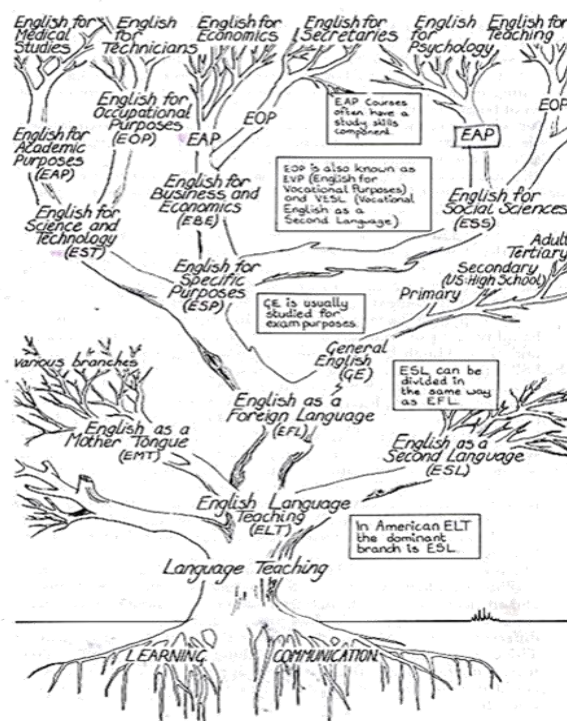 English for
Medical
Studies
English
for
Technicians
English for
Economics
English for
Secretaries
English
for
Psychology
English for
Teaching
English for
Occupational
Purposes
(EOP)
EAP
EOP
EAP courses
often have a
study skills
component.
EAP
EOP
English for
Academic
Purposes
(EAP)
English for
Business and
Economics
(EBE)
EOP is also known as
EVP (English for
Vocational Purposes)
and VESL (Vocational
English as a
Second Language)
English for
Social Sciences
(ESS)
English for
Science and
Technology
(EST)
English for
Specific
Purposes
(ESP)
GE is usually
studied for
exam purposes.
Primary
Secondary
(US: High School)
Adult
Tertiary
General
English
(GE)
various branches
ESL can be
divided in
the same way
as EFL.
English as a
Foreign Language
(EFL)
English as a
Mother Tongue
(EMT)
English as a
Second Language
(ESL)
English Language
Teaching
(ELT)
In American ELT
the dominant
branch is ESL.
Language Teaching
LEARNING
COMMUNICATION